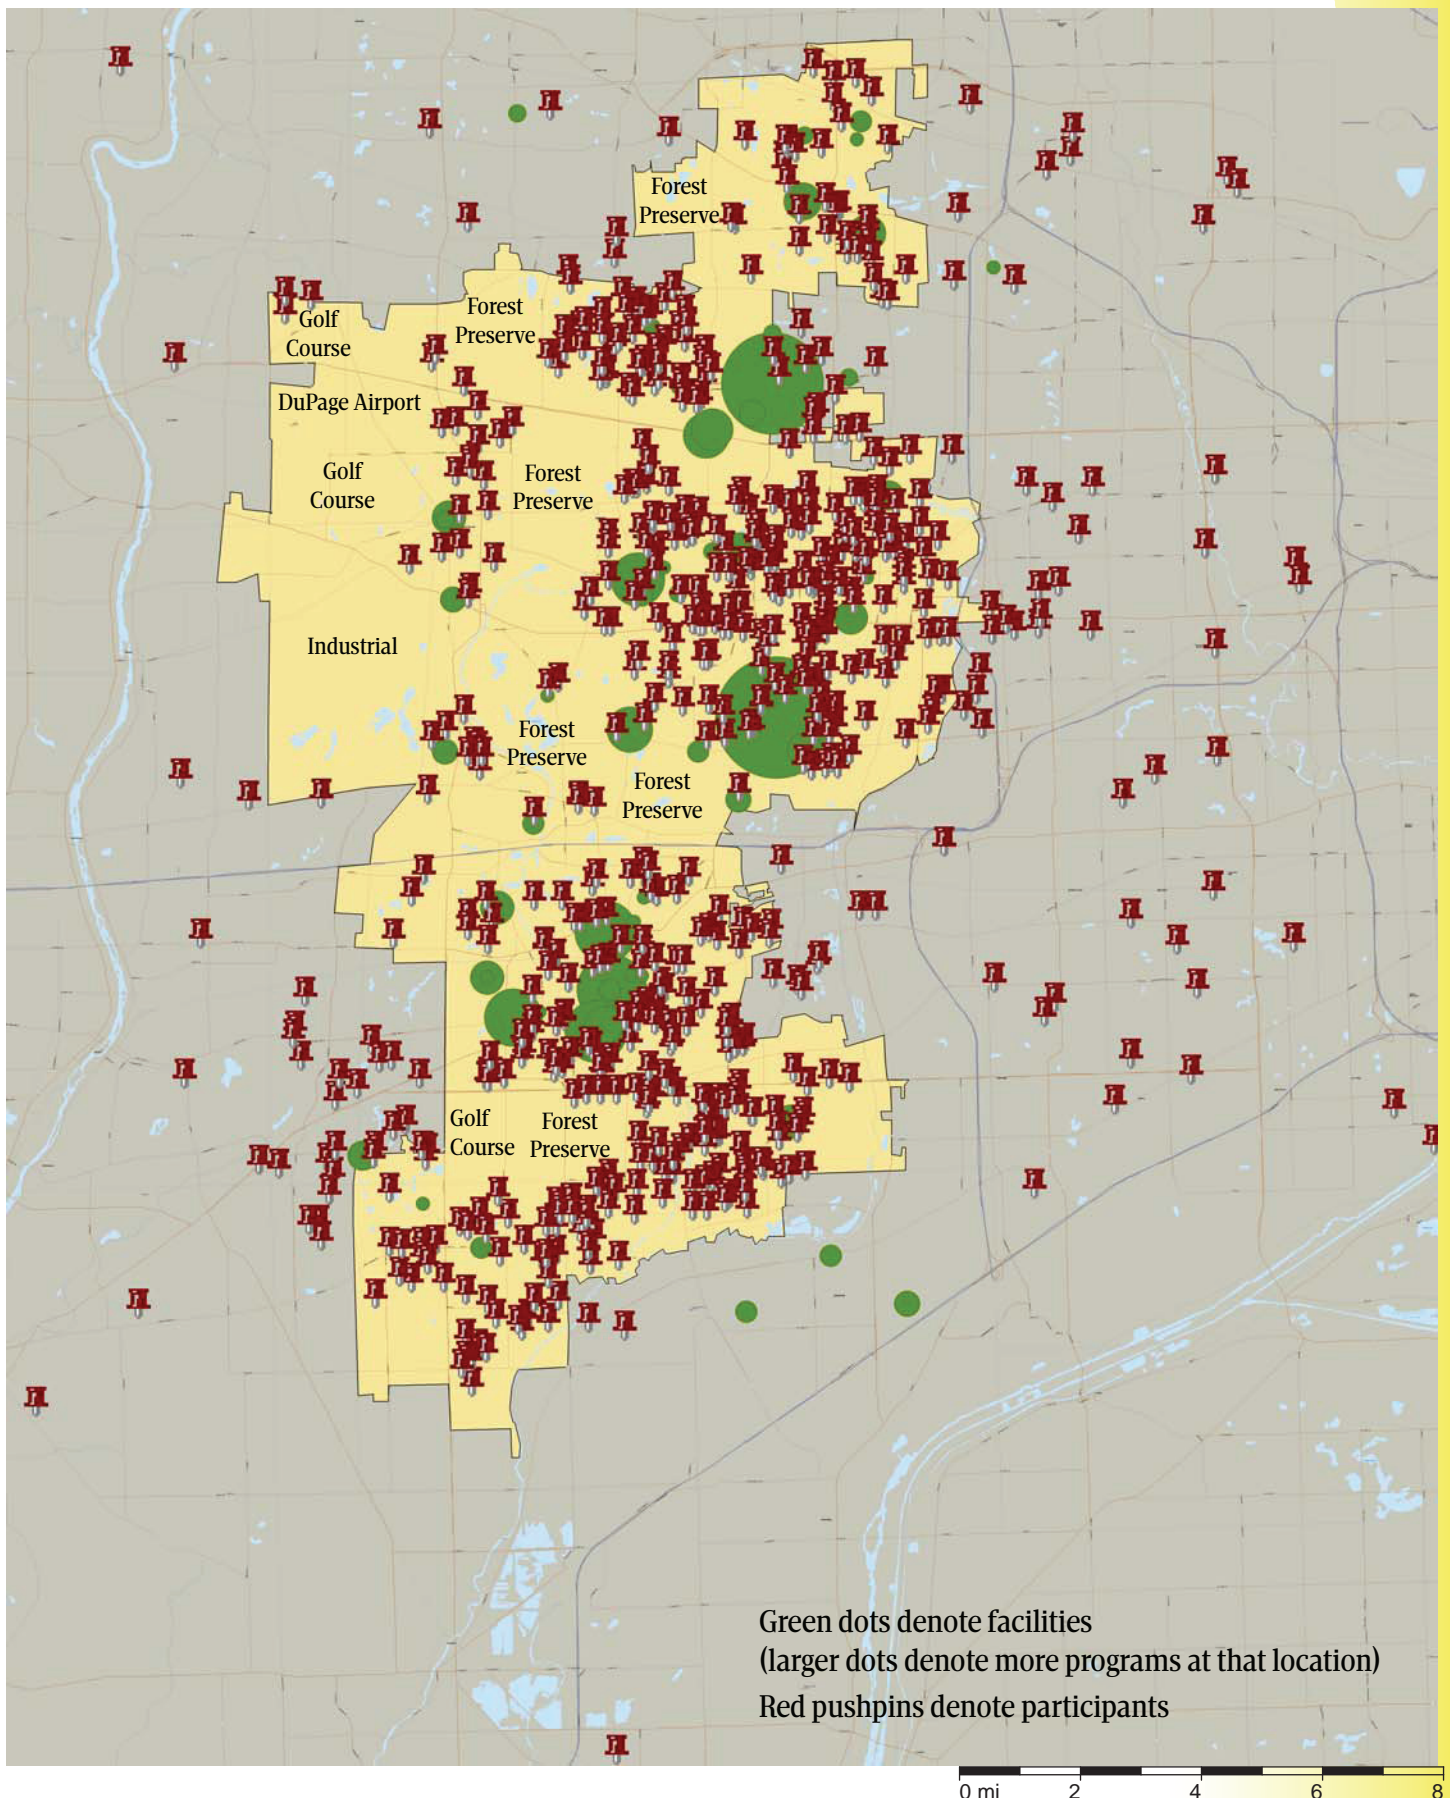 Forest
Preserve
Forest
Preserve
Golf
Course
DuPage Airport
Golf
Course
Forest
Preserve
Industrial
Forest
Preserve
Forest
Preserve
Golf
Course
Forest
Preserve
Green dots denote facilities
(larger dots denote more programs at that location)
Red pushpins denote participants
0 mi 2 4 6 8